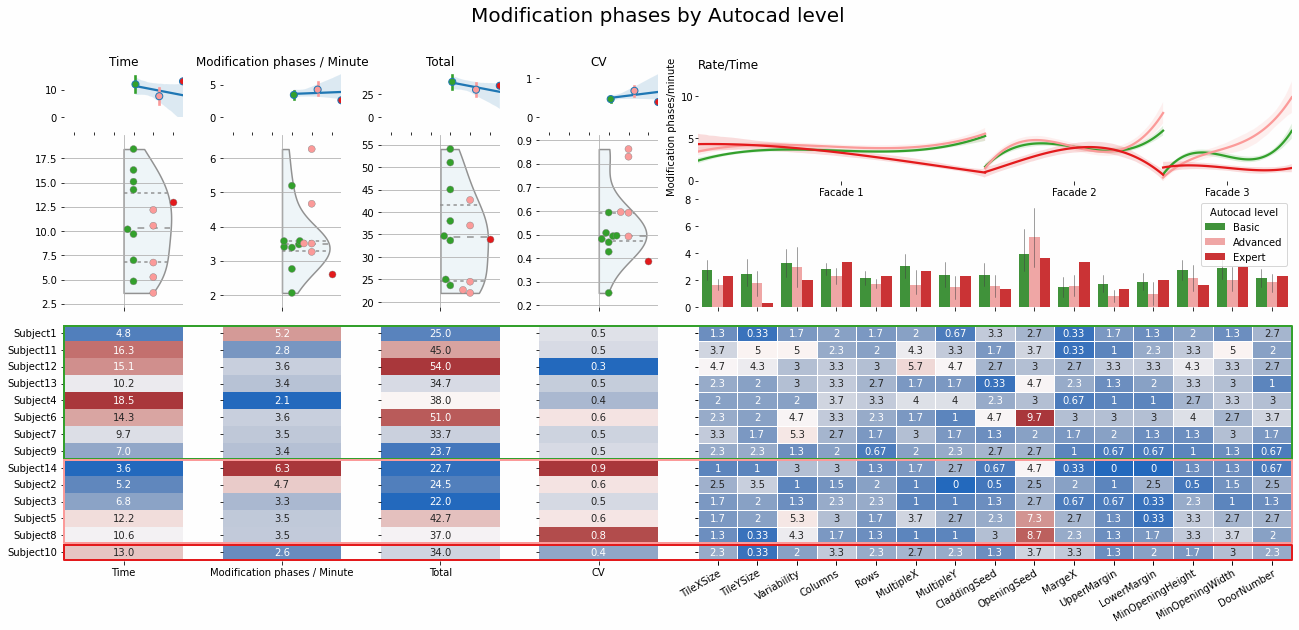 Modification phases by Autocad level
Time Modification phases / Minute Total CV Rate/Time
10 5 25 1 10
0 0 0 0 5
Modification phases/minute
0
Facade 1 Facade 2 Facade 3
17.5 15.0 12.5 10.0 7.5 5.0 2.5
6 5 4 3 2
55 50 45 40 35 30 25 20
0.9 0.8 0.7 0.6 0.5 0.4 0.3 0.2
8 6 4 2 0
Autocad level
Basic
Advanced
Expert
Subject1 4.8 5.2 25.0 0.5 1.3 0.33 1.7 2 1.7 2 0.67 3.3 2.7 0.33 1.7 1.3 2 1.3 2.7
Subject11 16.3 2.8 45.0 0.5 3.7 5 5 2.3 2 4.3 3.3 1.7 3.7 0.33 1 2.3 3.3 5 2
Subject12 15.1 3.6 54.0 0.3 4.7 4.3 3 3.3 3 5.7 4.7 2.7 3 2.7 3.3 3.3 4.3 3.3 2.7
Subject13 10.2 3.4 34.7 0.5 2.3 2 3 3.3 2.7 1.7 1.7 0.33 4.7 2.3 1.3 2 3.3 3 1
Subject4 18.5 2.1 38.0 0.4 2 2 2 3.7 3.3 4 4 2.3 3 0.67 1 1 2.7 3.3 3
Subject6 14.3 3.6 51.0 0.6 2.3 2 4.7 3.3 2.3 1.7 1 4.7 9.7 3 3 3 4 2.7 3.7
Subject7 9.7 3.5 33.7 0.5 3.3 1.7 5.3 2.7 1.7 3 1.7 1.3 2 1.7 2 1.3 1.3 3 1.7
Subject9 7.0 3.4 23.7 0.5 2.3 2.3 1.3 2 0.67 2 2.3 2.7 2.7 1 0.67 0.67 1 1.3 0.67
Subject14 3.6 6.3 22.7 0.9 1 1 3 3 1.3 1.7 2.7 0.67 4.7 0.33 0 0 1.3 1.3 0.67
Subject2 5.2 4.7 24.5 0.6 2.5 3.5 1 1.5 2 1 0 0.5 2.5 2 1 2.5 0.5 1.5 2.5
Subject3 6.8 3.3 22.0 0.5 1.7 2 1.3 2.3 2.3 1 1 1.3 2.7 0.67 0.67 0.33 2.3 1 1.3
Subject5 12.2 3.5 42.7 0.6 1.7 2 5.3 3 1.7 3.7 2.7 2.3 7.3 2.7 1.3 0.33 1.3 2.7 2.7
Subject8 10.6 3.5 37.0 0.8 2.3 0.33 4.3 1.7 1.3 1 1 3 8.7 2.3 1.3 1.7 3.3 3.7 2
Subject10 13.0 2.6 34.0 0.4 2.3 0.33 2 3.3 2.3 2.7 2.3 1.3 3.7 3.3 1.3 2 1.7 3 2.3
Time Modification phases / Minute Total CV
TileXSize TileYSize Variability Columns Rows MultipleX MultipleY CladdingSeed OpeningSeed MargeX UpperMargin LowerMargin MinOpeningHeight MinOpeningWidth DoorNumber